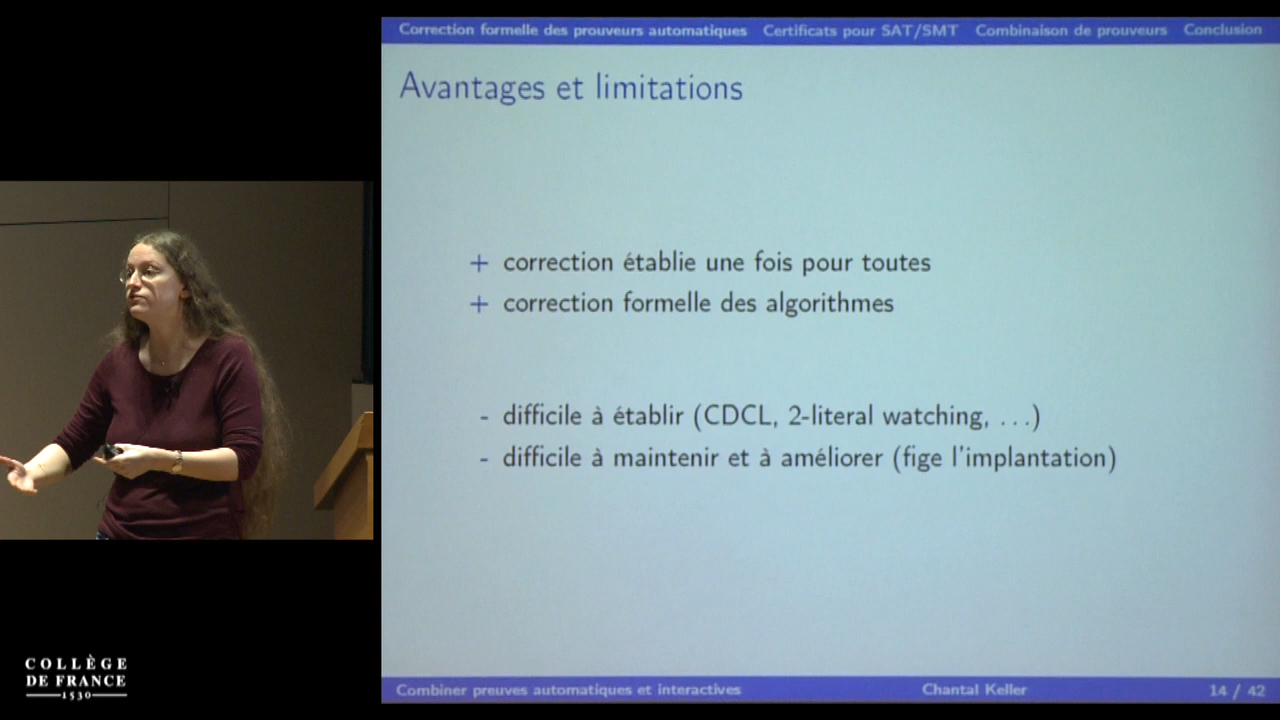 Correction formelle des prouveurs automatiques Certificats pour SAT/SMT Combinaison de prouveurs Conclusion
Avantages et limitations
+ correction établie une fois pour toutes
+ correction formelle des algorithmes
- difficile à établir (CDCL, 2-literal watching, ...)
- difficile à maintenir et à améliorer (fige l'implantation)
Combiner preuves automatiques et interactives Chantal Keller 14 / 42
COLLÈGE
DE FRANCE
1530